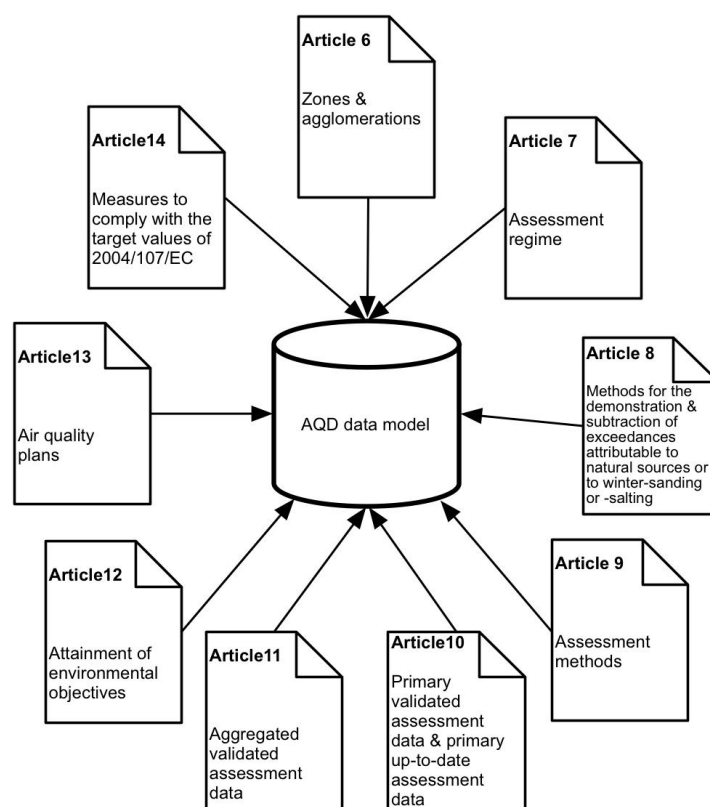 Article 6
Zones &
agglomerations
Article 7
Assessment
regime
Article 8
Methods for the
demonstration &
subtraction of
exceedances
attributable to
natural sources or
to winter-sanding
or -salting
Article 9
Assessment
methods
Article10
Primary
validated
assessment
data & primary
up-to-date
assessment
data
Article11
Aggregated
validated
assessment
data
Article12
Attainment of
environmental
objectives
Article13
Air quality
plans
Article14
Measures to
comply with the
target values of
2004/107/EC
AQD data model